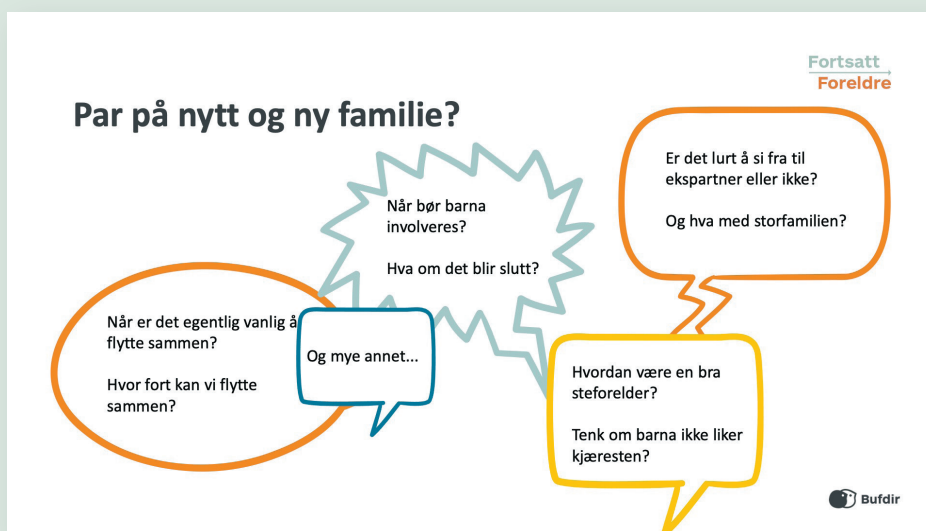 Fortsatt
Foreldre
Par på nytt og ny familie?
Når bør barna
involveres?
Hva om det blir slutt?
Er det lurt å si fra til
ekspartner eller ikke?
Og hva med storfamilien?
Når er det egentlig vanlig å
flytte sammen?
Hvor fort kan vi flytte
sammen?
Og mye annet...
Hvordan være en bra
steforelder?
Tenk om barna ikke liker
kjæresten?
Bufdir